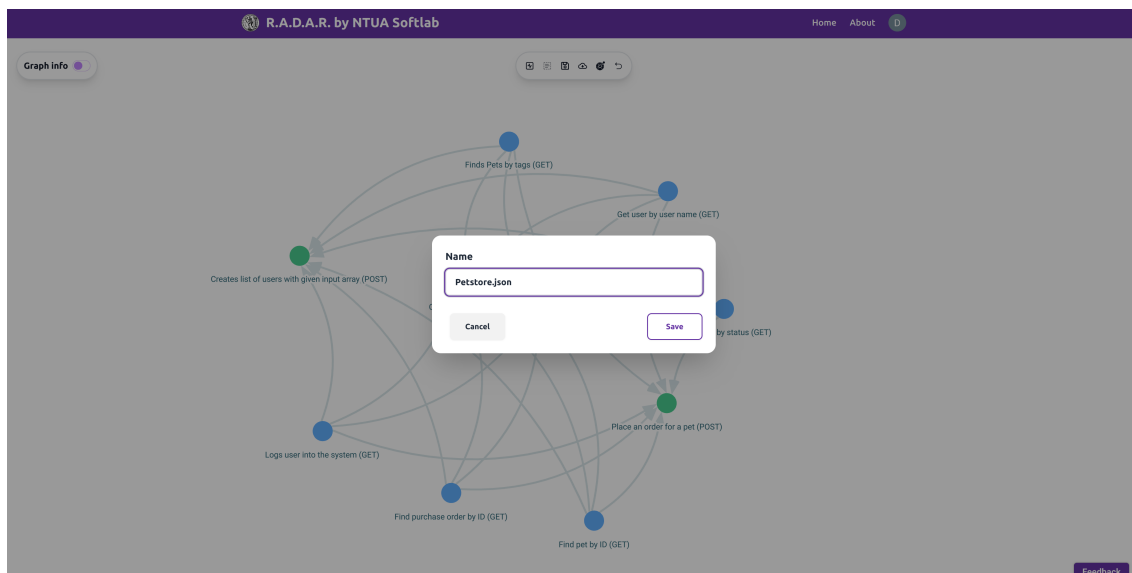 R.A.D.A.R. by NTUA Softlab
Home About D
Graph info
Finds Pets by tags (GET)
Get user by user name (GET)
Creates list of users with given input array (POST)
Name
Petstore.json
Cancel Save
by status (GET)
Place an order for a pet (POST)
Logs user into the system (GET)
Find purchase order by ID (GET)
Find pet by ID (GET)
Feedback